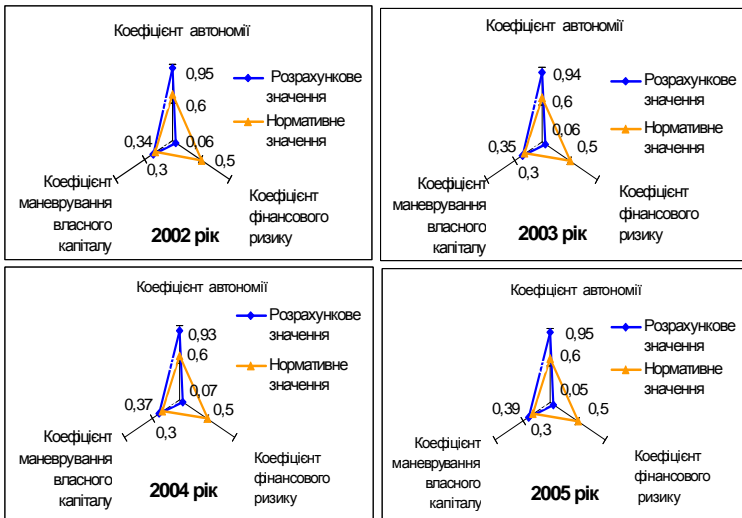 Коефіцієнт автономії
0,95
0,6
0,06
0,5
0,34
0,3
Розрахункове
значення
Нормативне
значення
Коефіцієнт
маневрування
власного
капіталу
Коефіцієнт
фінансового
ризику
2002 рік
Коефіцієнт автономії
0,94
0,6
0,06
0,5
0,35
0,3
Розрахункове
значення
Нормативне
значення
Коефіцієнт
маневрування
власного
капіталу
Коефіцієнт
фінансового
ризику
2003 рік
Коефіцієнт автономії
0,93
0,6
0,07
0,5
0,37
0,3
Розрахункове
значення
Нормативне
значення
Коефіцієнт
маневрування
власного
капіталу
Коефіцієнт
фінансового
ризику
2004 рік
Коефіцієнт автономії
0,95
0,6
0,05
0,5
0,39
0,3
Розрахункове
значення
Нормативне
значення
Коефіцієнт
маневрування
власного
капіталу
Коефіцієнт
фінансового
ризику
2005 рік